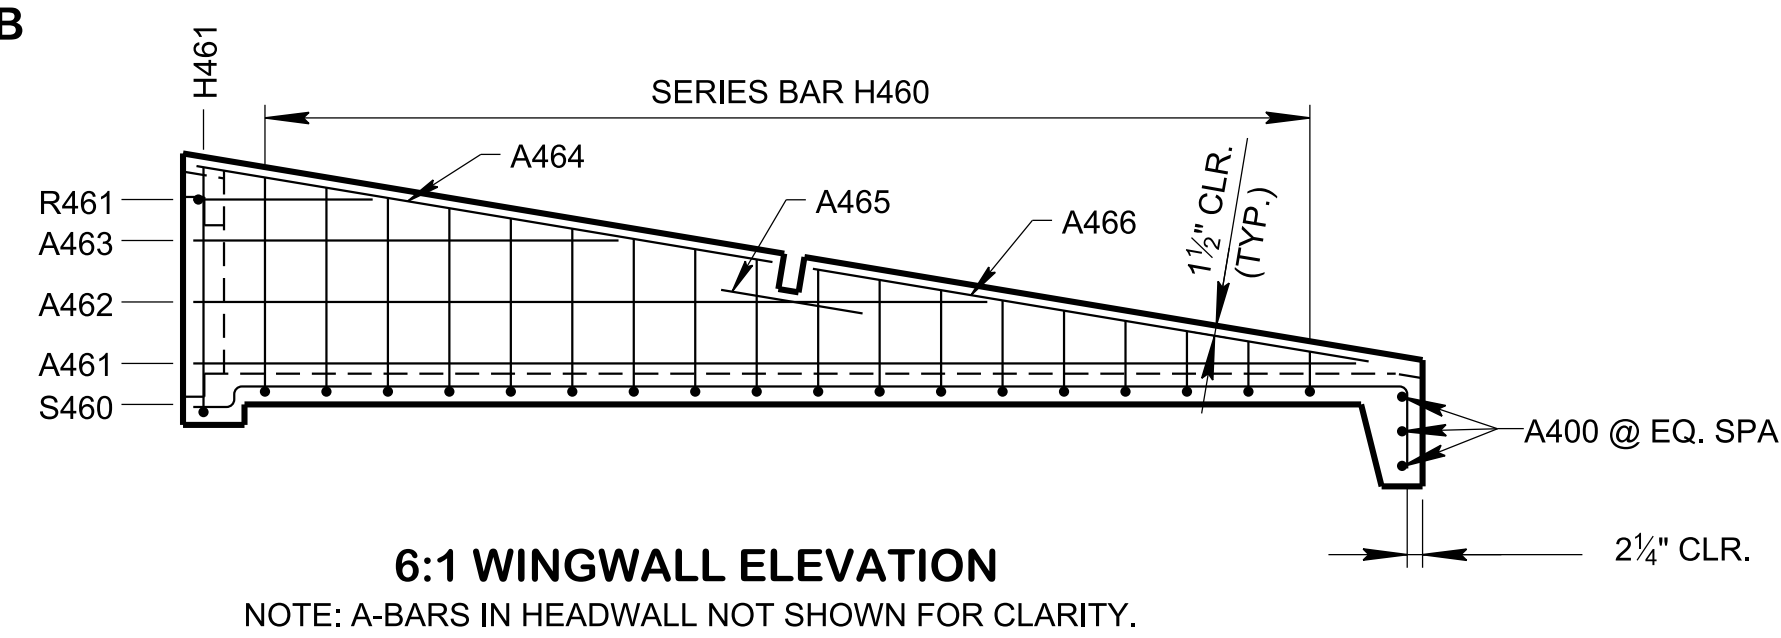 B
H461
SERIES BAR H460
A464
A465
A466
1½" CLR.
(TYP.)
R461
A463
A462
A461
S460
A400 @ EQ. SPA
2¼" CLR.
6:1 WINGWALL ELEVATION
NOTE: A-BARS IN HEADWALL NOT SHOWN FOR CLARITY.